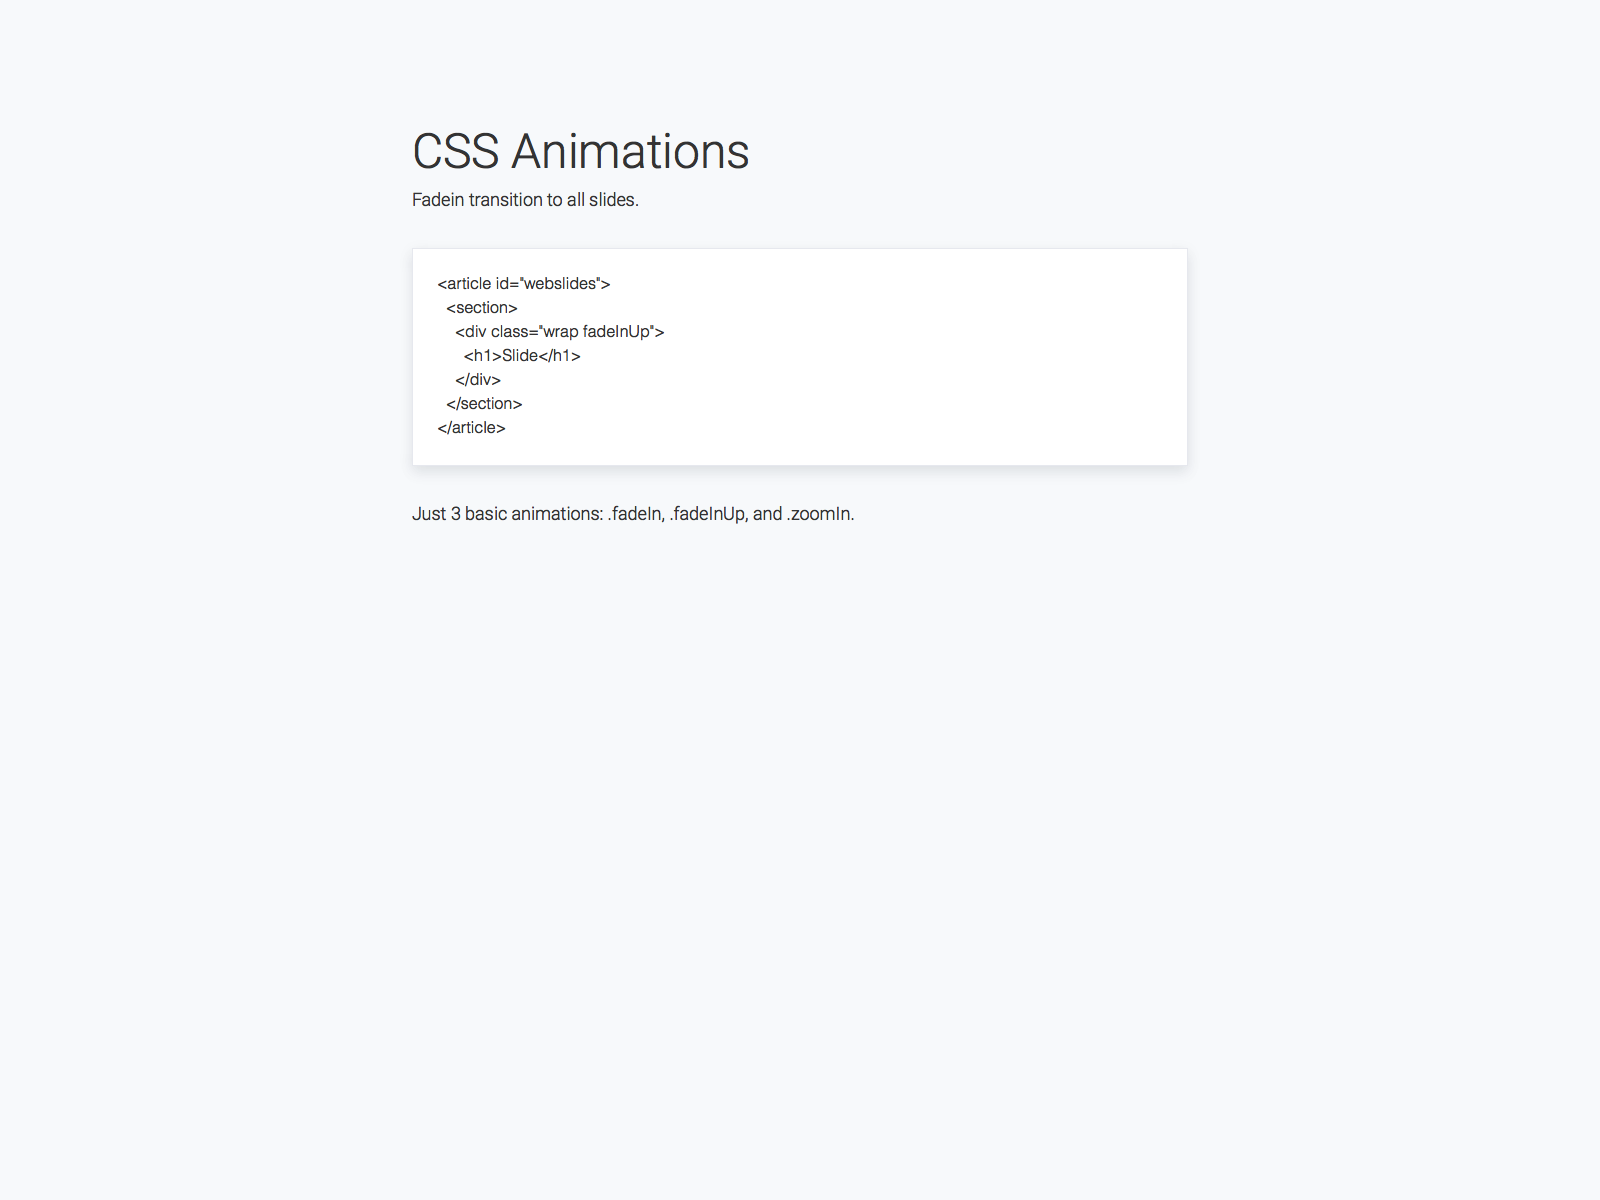 CSS Animations
Fadein transition to all slides.
<article id="webslides">
  <section>
    <div class="wrap fadeInUp">
      <h1>Slide</h1>
    </div>
  </section>
</article>
Just 3 basic animations: .fadeIn, .fadeInUp, and .zoomIn.